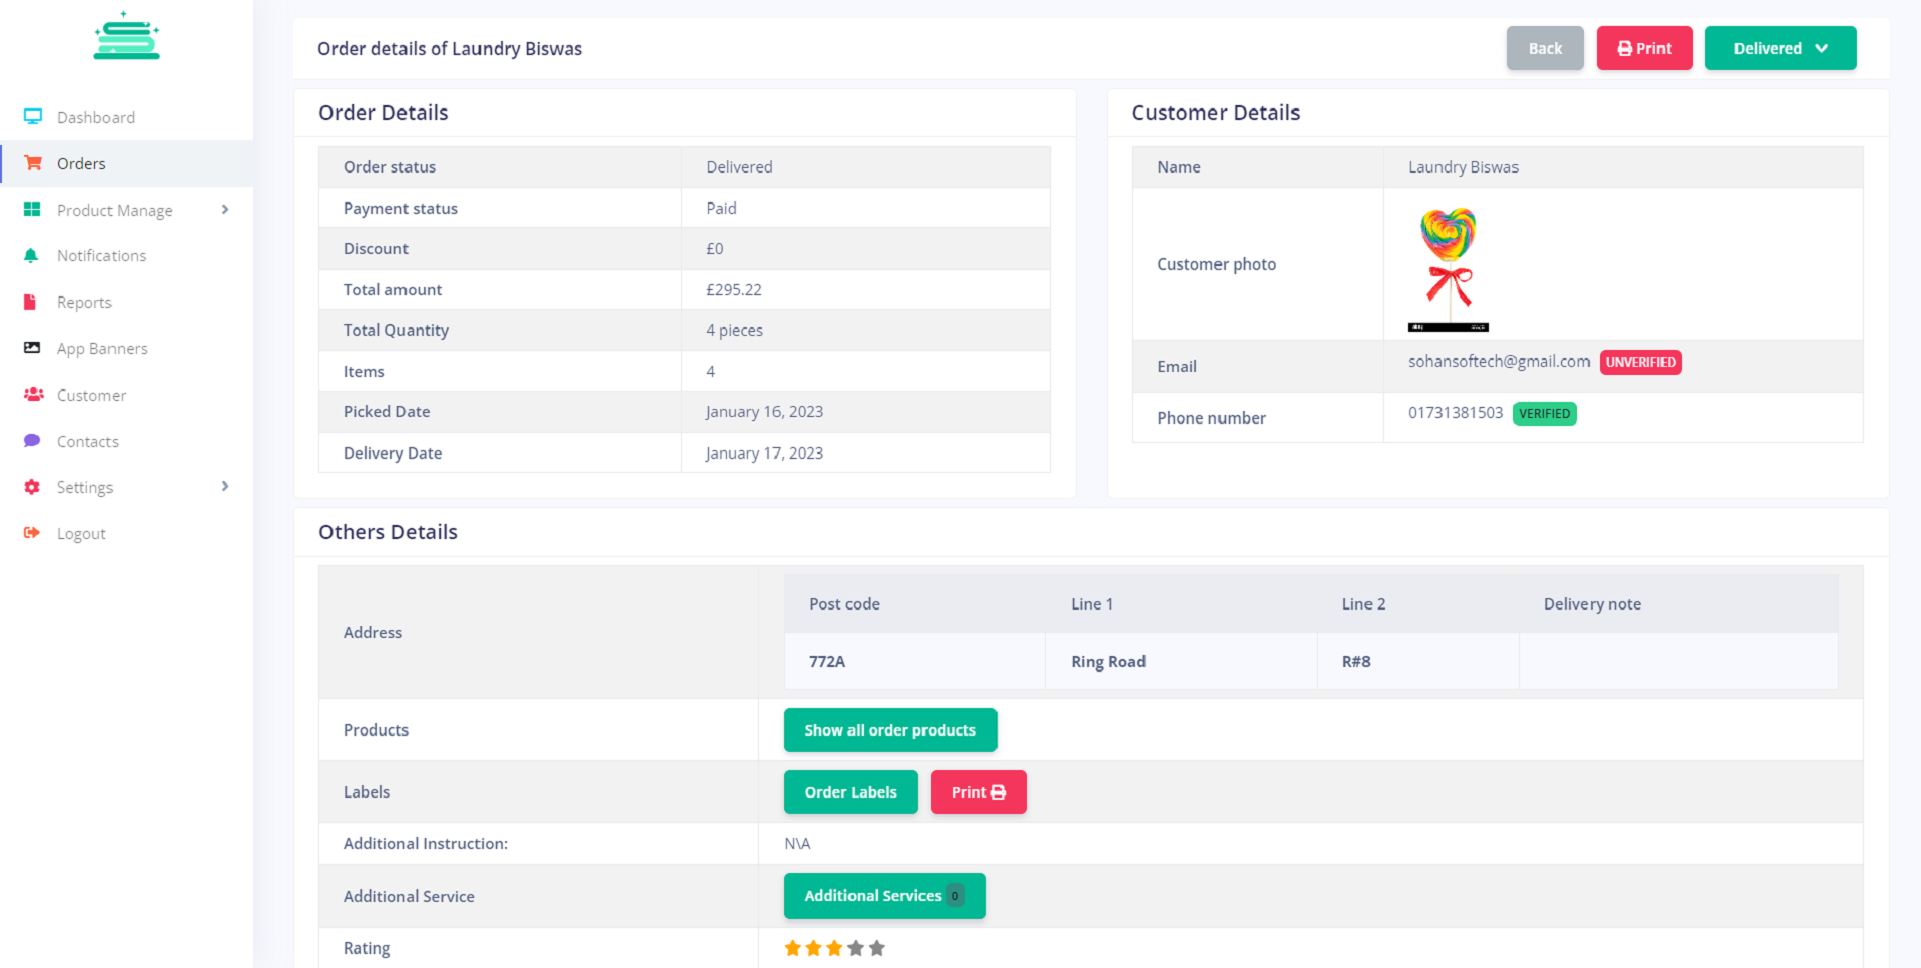 Order details of Laundry Biswas
Back
Print
Delivered
Dashboard
Orders
Product Manage
Notifications
Reports
App Banners
Customer
Contacts
Settings
Logout
Order Details
Order status Delivered
Payment status Paid
Discount £0
Total amount £295.22
Total Quantity 4 pieces
Items 4
Picked Date January 16, 2023
Delivery Date January 17, 2023
Customer Details
Name Laundry Biswas
Customer photo
Email sohansoftech@gmail.com UNVERIFIED
Phone number 01731381503 VERIFIED
Others Details
Address
Post code Line 1 Line 2 Delivery note
772A Ring Road R#8
Products Show all order products
Labels Order Labels Print
Additional Instruction: N\A
Additional Service Additional Services 0
Rating